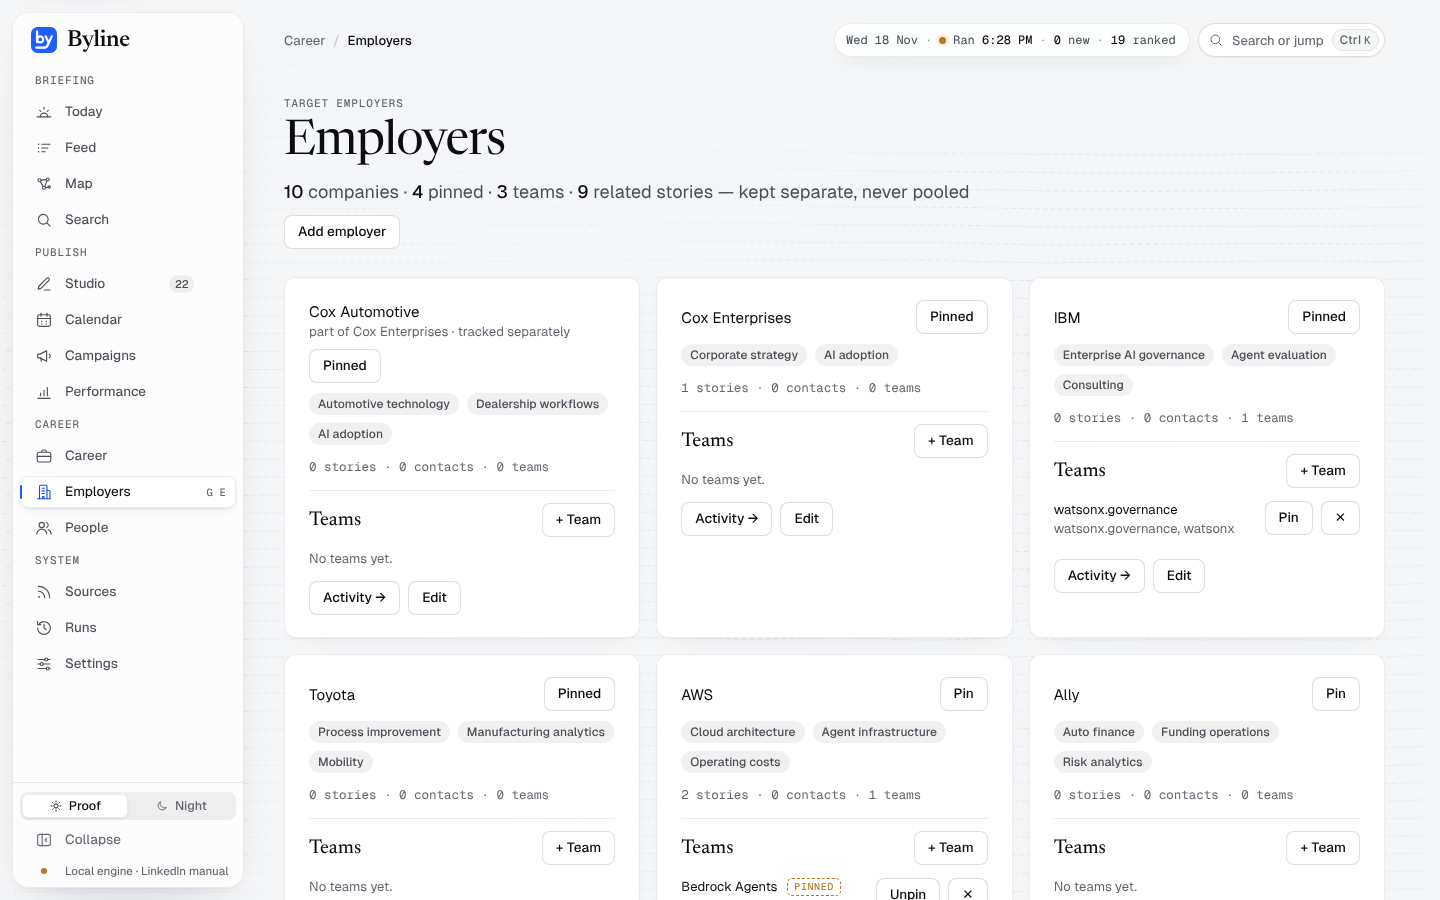 by Byline
BRIEFING
Today
Feed
Map
Search
PUBLISH
Studio 22
Calendar
Campaigns
Performance
CAREER
Career
Employers G E
People
SYSTEM
Sources
Runs
Settings
Proof Night
Collapse
Local engine · LinkedIn manual
Career / Employers
Wed 18 Nov · Ran 6:28 PM · 0 new · 19 ranked
Search or jump Ctrl K
TARGET EMPLOYERS
Employers
10 companies · 4 pinned · 3 teams · 9 related stories — kept separate, never pooled
Add employer
Cox Automotive
part of Cox Enterprises · tracked separately
Pinned
Automotive technology Dealership workflows
AI adoption
0 stories · 0 contacts · 0 teams
Teams + Team
No teams yet.
Activity → Edit
Cox Enterprises Pinned
Corporate strategy AI adoption
1 stories · 0 contacts · 0 teams
Teams + Team
No teams yet.
Activity → Edit
IBM Pinned
Enterprise AI governance Agent evaluation
Consulting
0 stories · 0 contacts · 1 teams
Teams + Team
watsonx.governance
watsonx.governance, watsonx
Pin ✕
Activity → Edit
Toyota Pinned
Process improvement Manufacturing analytics
Mobility
0 stories · 0 contacts · 0 teams
Teams + Team
No teams yet.
AWS Pin
Cloud architecture Agent infrastructure
Operating costs
2 stories · 0 contacts · 1 teams
Teams + Team
Bedrock Agents PINNED Unpin ✕
Ally Pin
Auto finance Funding operations
Risk analytics
0 stories · 0 contacts · 0 teams
Teams + Team
No teams yet.